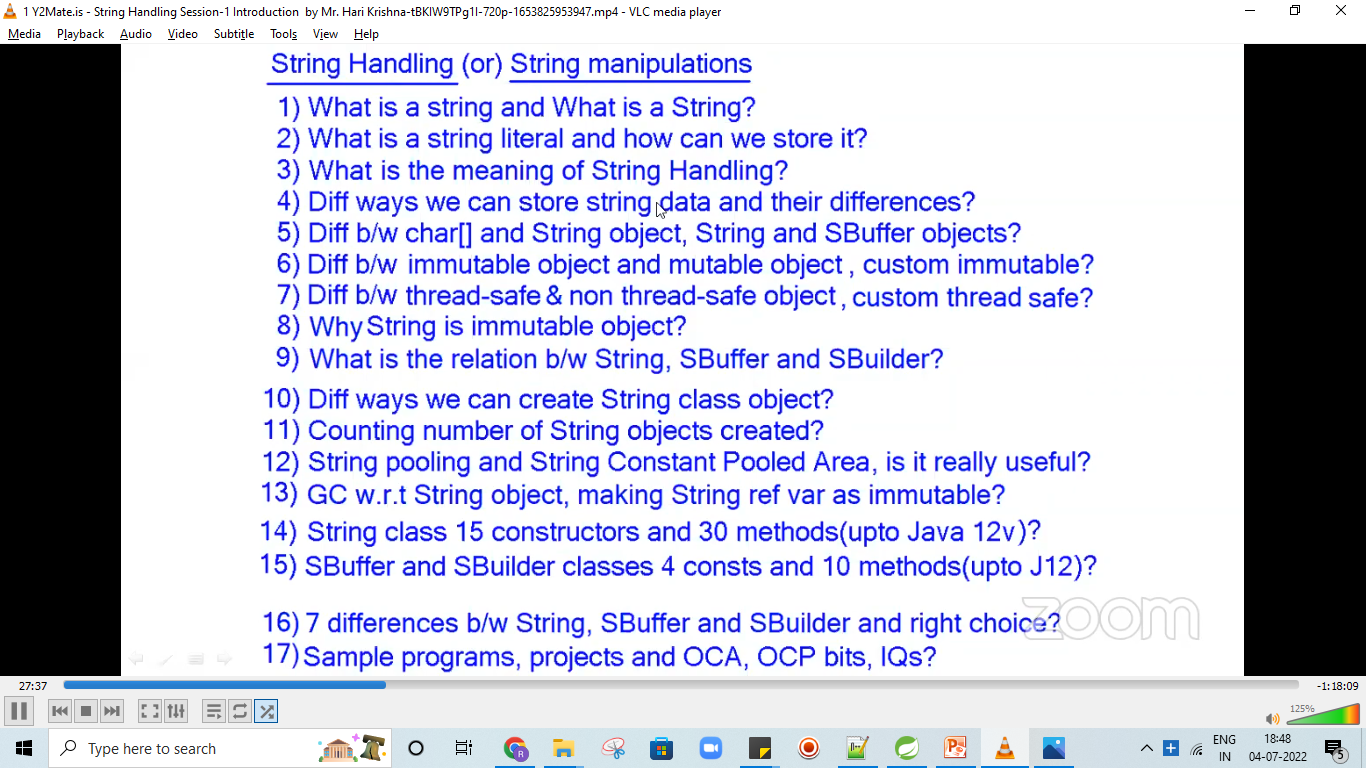 1 Y2Mate.is - String Handling Session-1 Introduction by Mr. Hari Krishna-tBKlW9TPg1I-720p-1653825953947.mp4 - VLC media player
Media Playback Audio Video Subtitle Tools View Help
String Handling (or) String manipulations
1) What is a string and What is a String?
2) What is a string literal and how can we store it?
3) What is the meaning of String Handling?
4) Diff ways we can store string data and their differences?
5) Diff b/w char[] and String object, String and SBuffer objects?
6) Diff b/w immutable object and mutable object , custom immutable?
7) Diff b/w thread-safe & non thread-safe object , custom thread safe?
8) Why String is immutable object?
9) What is the relation b/w String, SBuffer and SBuilder?
10) Diff ways we can create String class object?
11) Counting number of String objects created?
12) String pooling and String Constant Pooled Area, is it really useful?
13) GC w.r.t String object, making String ref var as immutable?
14) String class 15 constructors and 30 methods(upto Java 12v)?
15) SBuffer and SBuilder classes 4 consts and 10 methods(upto J12)?
zoom
16) 7 differences b/w String, SBuffer and SBuilder and right choice?
17) Sample programs, projects and OCA, OCP bits, IQs?
27:37 -1:18:09
125%
Type here to search
R
ENG
IN
18:48
04-07-2022
5